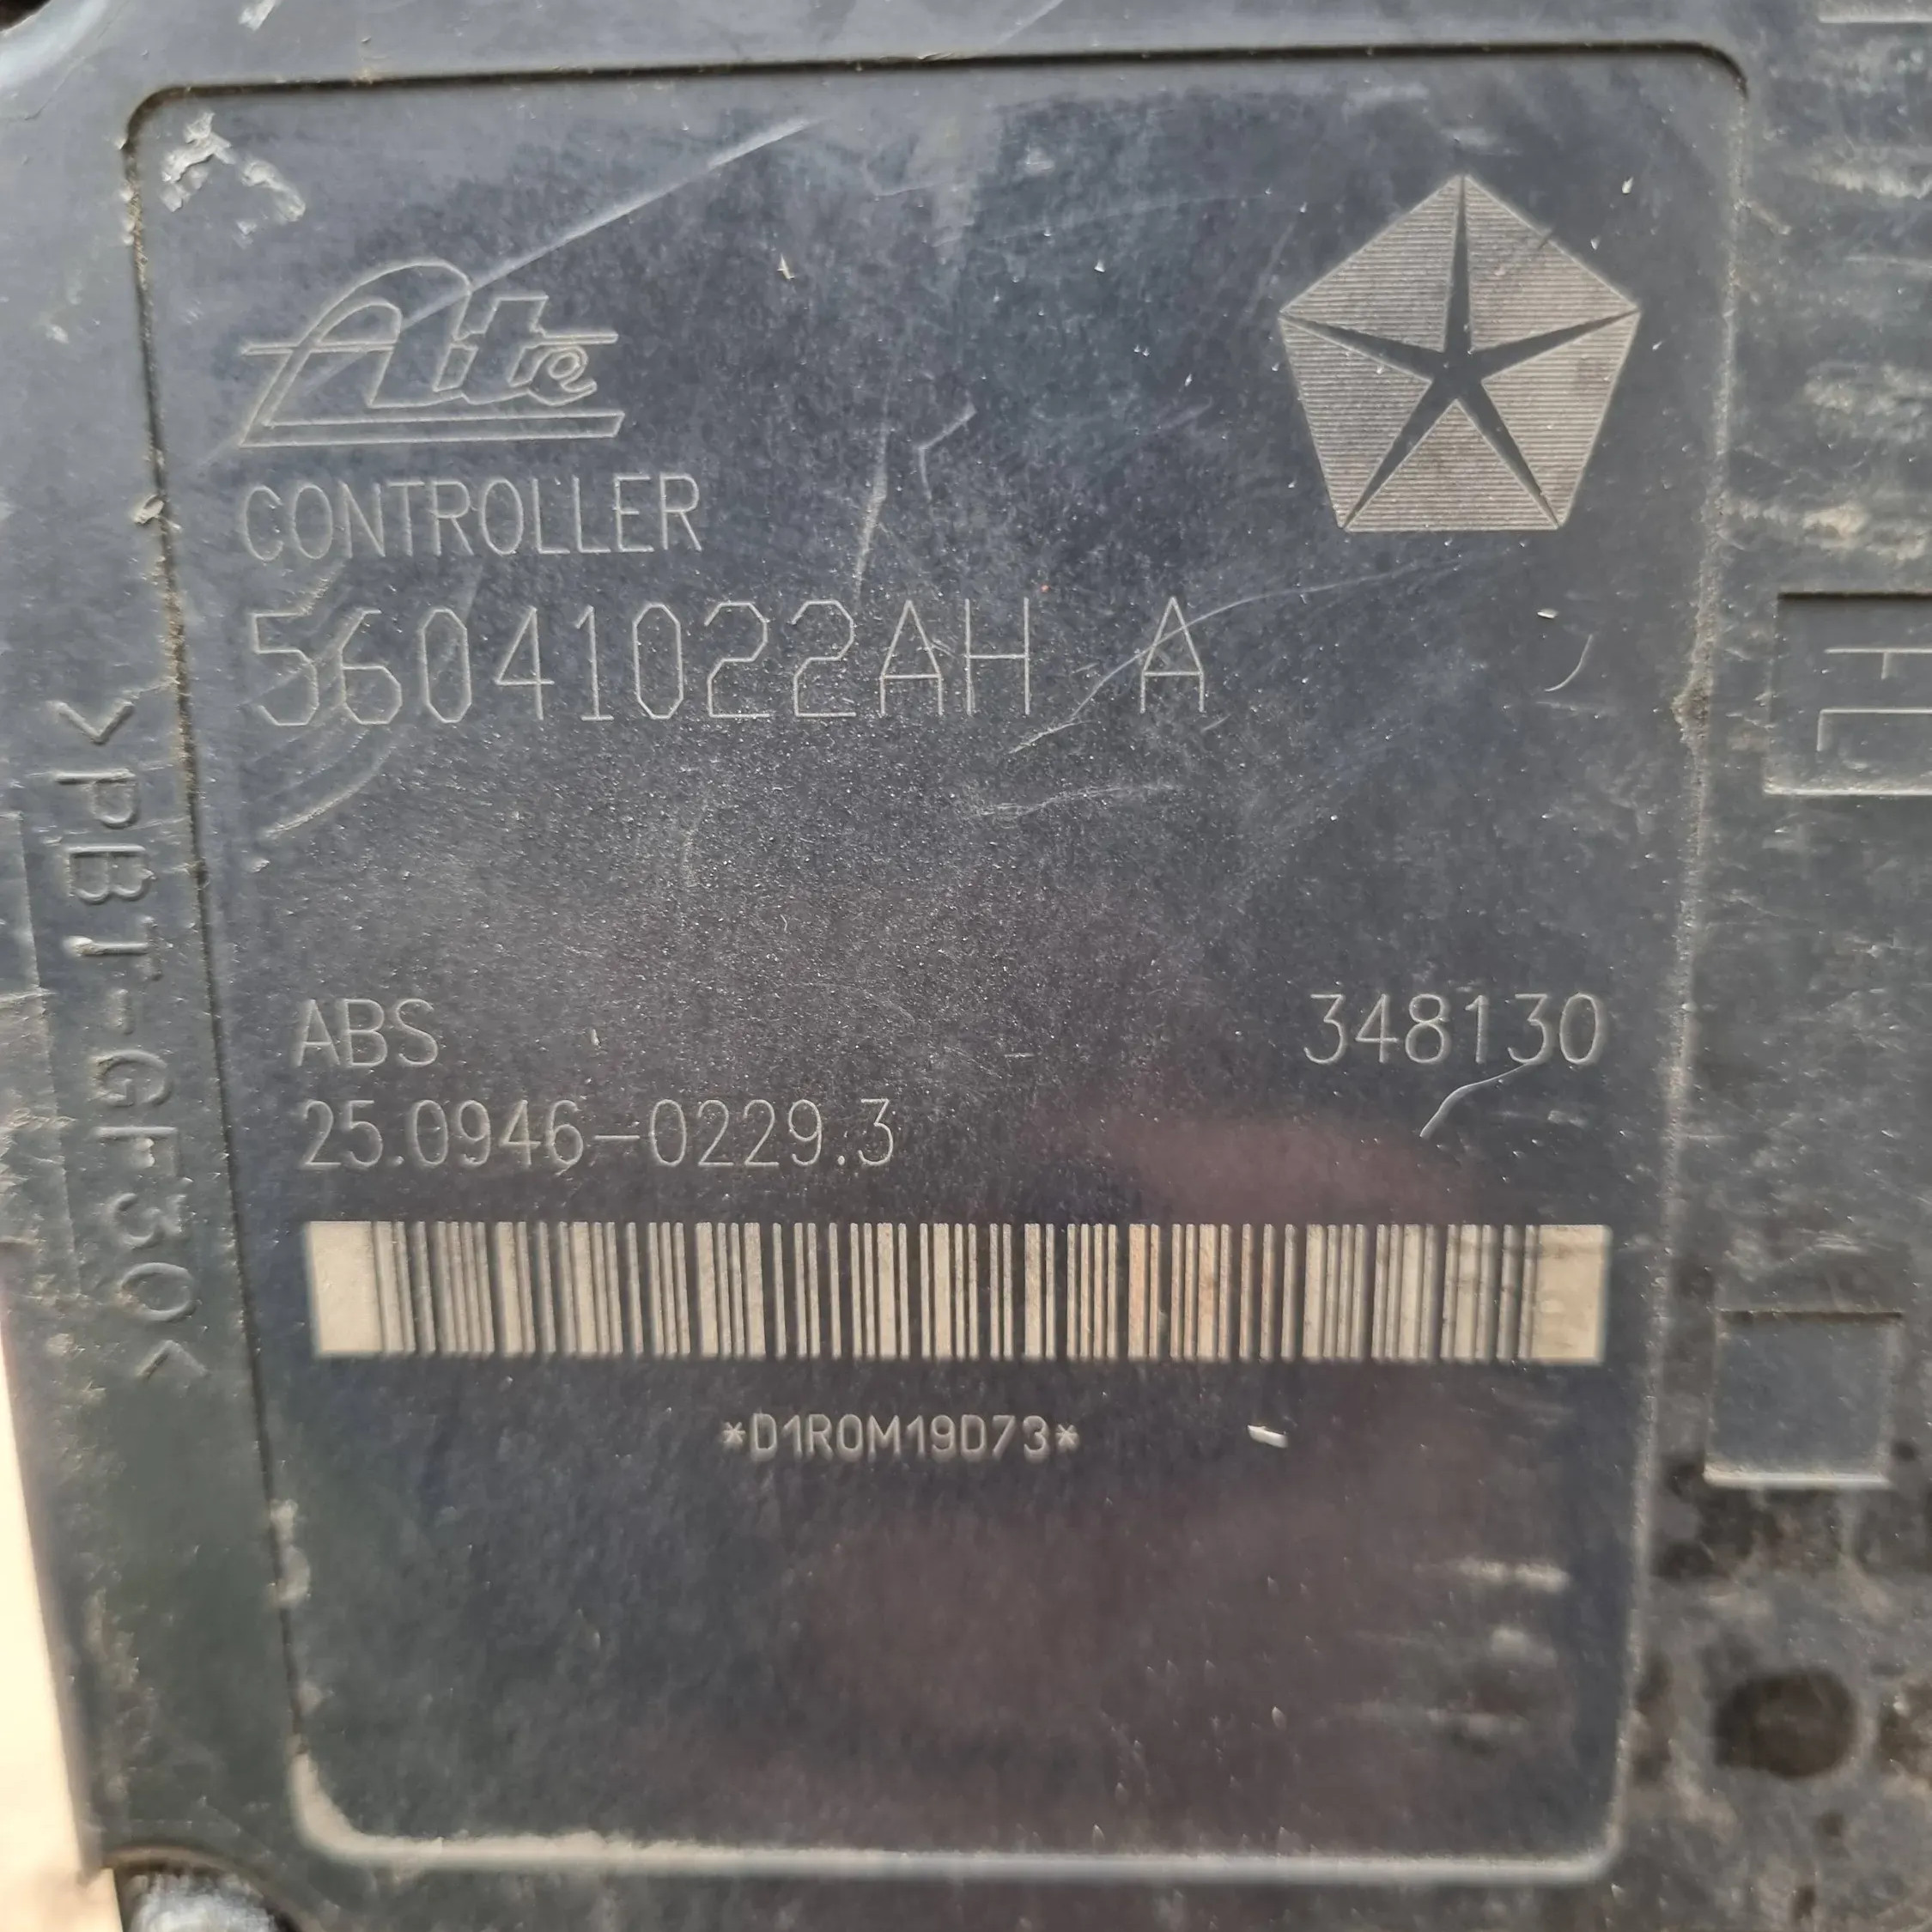 Ate
CONTROLLER
56041022AH A
ABS 348130
25.0946-0229.3
*D1R0M19D73*
>PBT-GF30<